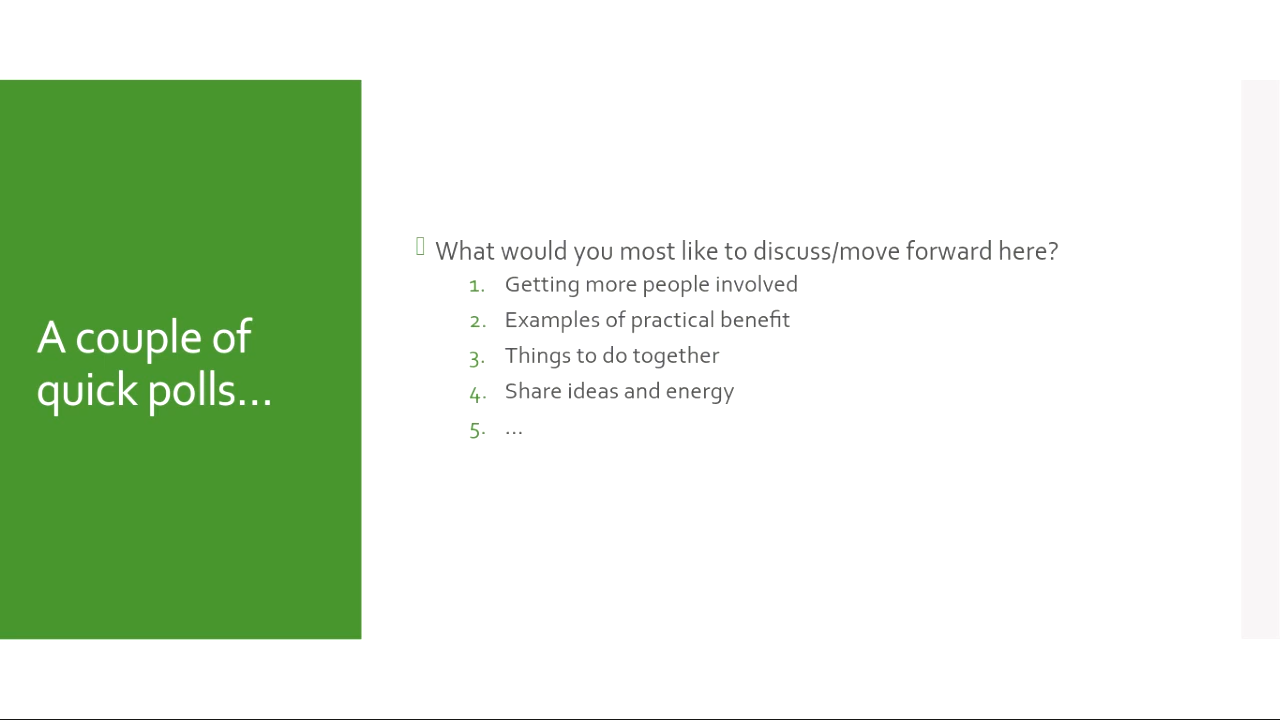 A couple of
quick polls...
What would you most like to discuss/move forward here?
1. Getting more people involved
2. Examples of practical benefit
3. Things to do together
4. Share ideas and energy
5. ...